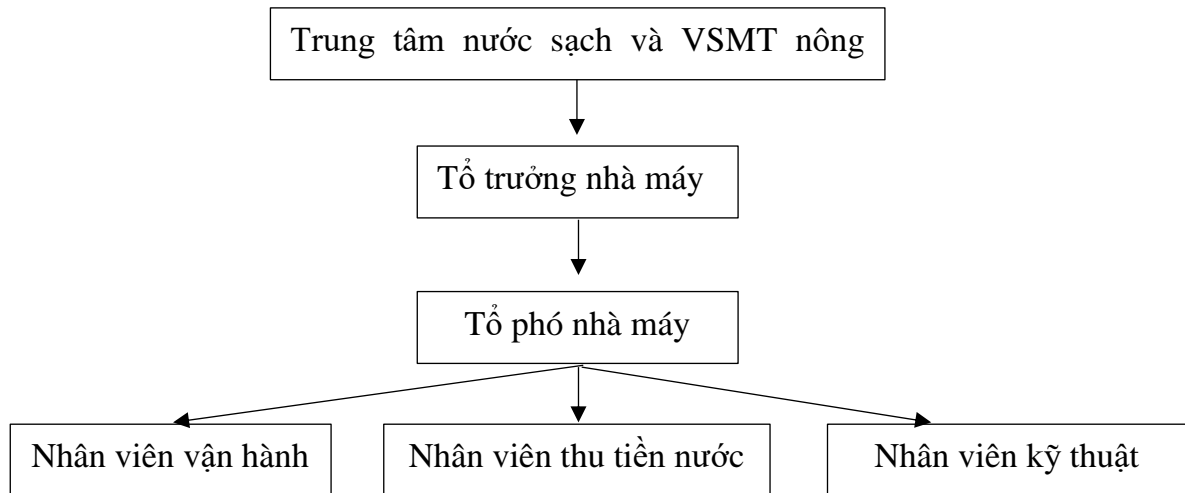 Trung tâm nước sạch và VSMT nông
Tổ trưởng nhà máy
Tổ phó nhà máy
Nhân viên vận hành
Nhân viên thu tiền nước
Nhân viên kỹ thuật